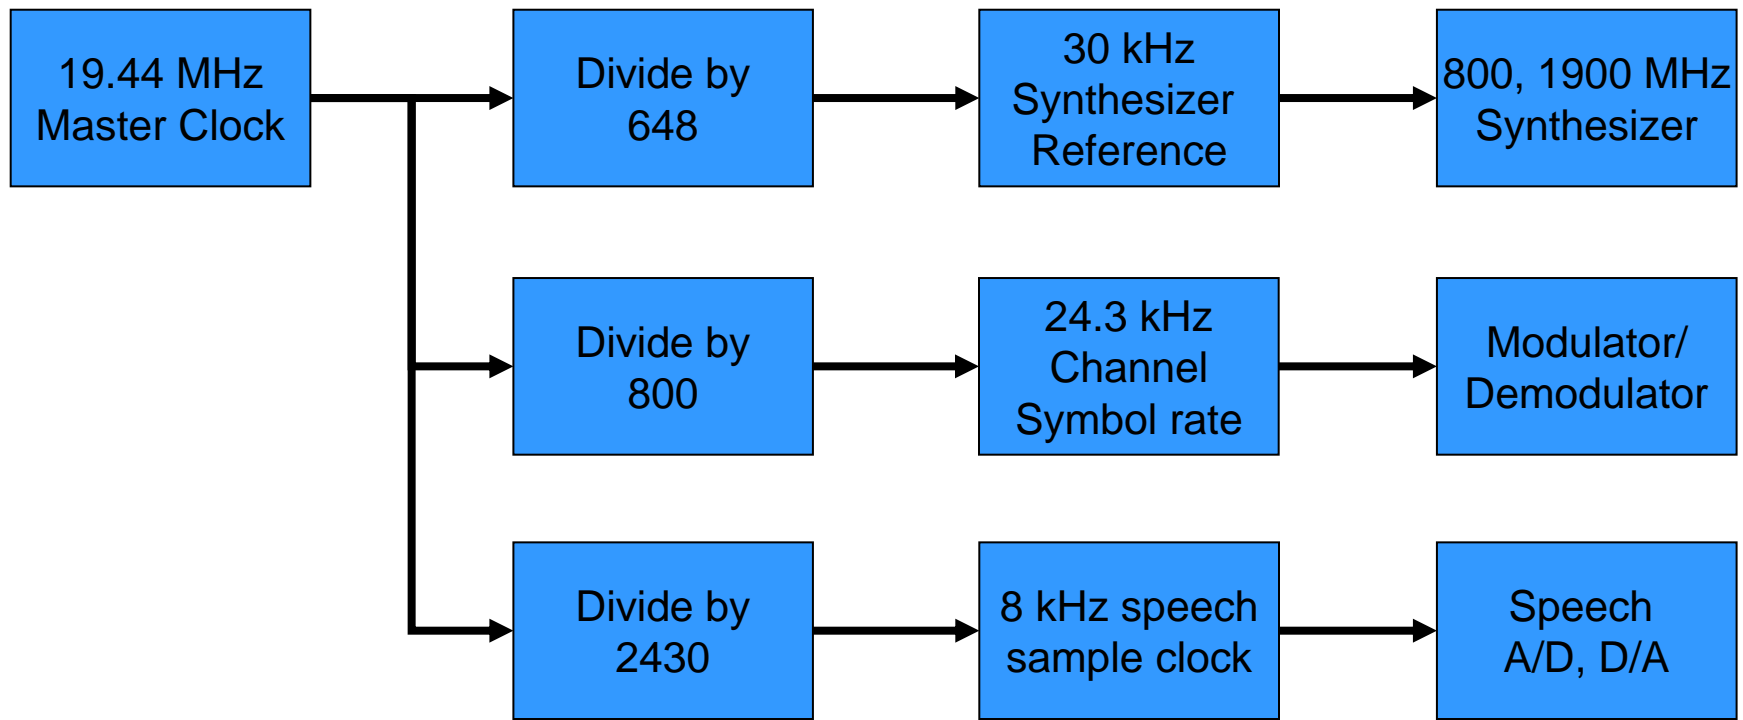 19.44 MHz
Master Clock
Divide by
648
30 kHz
Synthesizer
Reference
800, 1900 MHz
Synthesizer
Divide by
800
24.3 kHz
Channel
Symbol rate
Modulator/
Demodulator
Divide by
2430
8 kHz speech
sample clock
Speech
A/D, D/A